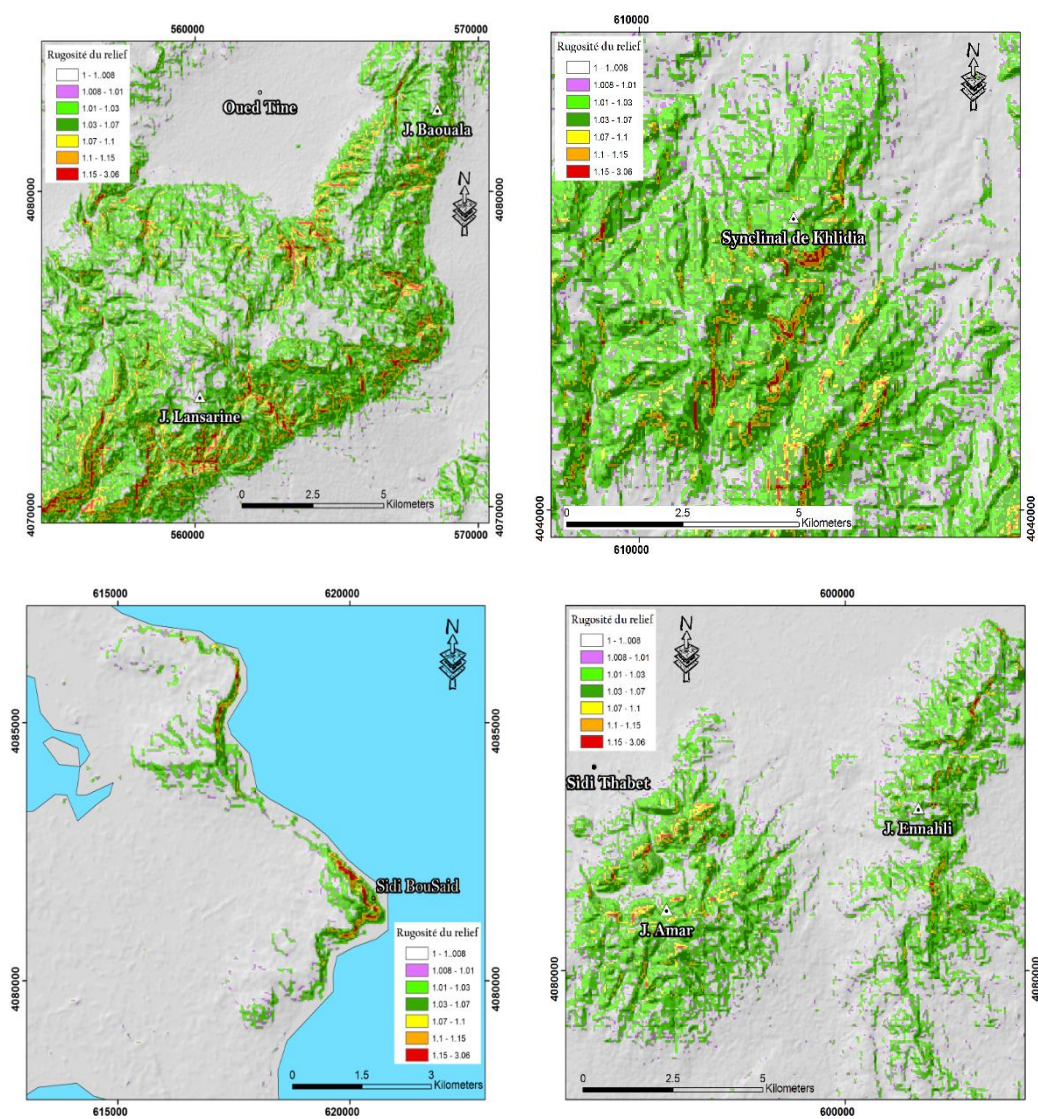 560000
570000
Rugosité du relief
1 - 1..008
1.008 - 1.01
1.01 - 1.03
1.03 - 1.07
1.07 - 1.1
1.1 - 1.15
1.15 - 3.06
Oued Tine
J. Baouala
N
4080000
4080000
J. Lansarine
0 2.5 5
Kilometers
4070000
4070000
560000
570000
610000
Rugosité du relief
1 - 1..008
1.008 - 1.01
1.01 - 1.03
1.03 - 1.07
1.07 - 1.1
1.1 - 1.15
1.15 - 3.06
N
Synclinal de Khlidia
0 2.5 5
Kilometers
4040000
4040000
610000
615000
620000
N
4085000
4085000
Sidi BouSaid
Rugosité du relief
1 - 1..008
1.008 - 1.01
1.01 - 1.03
1.03 - 1.07
1.07 - 1.1
1.1 - 1.15
1.15 - 3.06
4080000
4080000
0 1.5 3
Kilometers
615000
620000
600000
Rugosité du relief
1 - 1..008
1.008 - 1.01
1.01 - 1.03
1.03 - 1.07
1.07 - 1.1
1.1 - 1.15
1.15 - 3.06
N
Sidi Thabet
J. Ennahli
J. Amar
4080000
4080000
0 2.5 5
Kilometers
600000